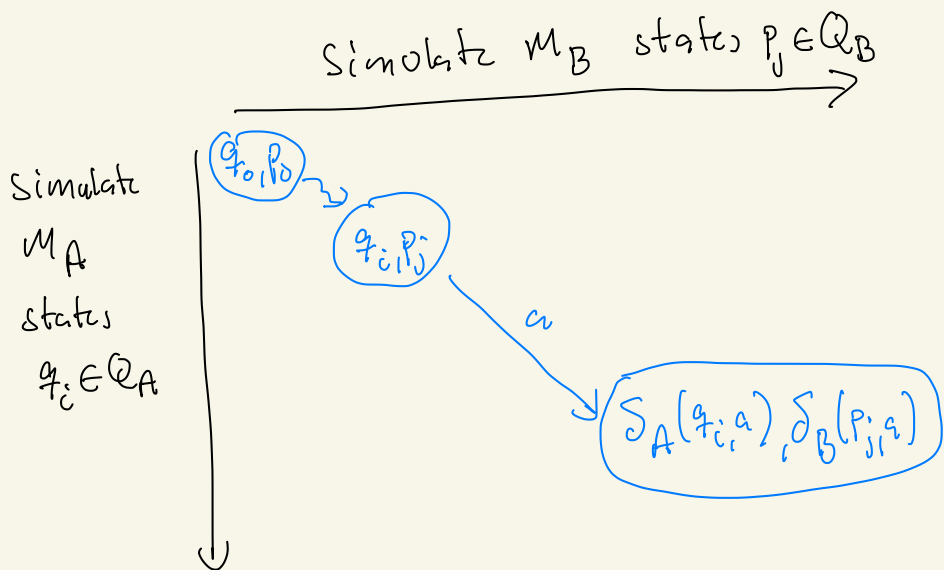 Simulate M_B states p_j ∈ Q_B
simulate
M_A
states
q_i ∈ Q_A
q_0, p_0
q_i, p_j
a
δ_A(q_i, a), δ_B(p_j, a)